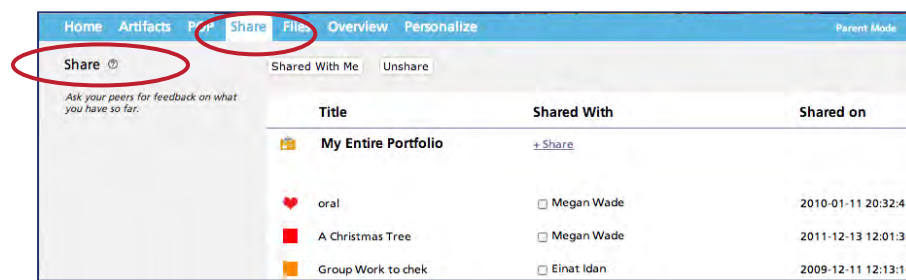 Home Artifacts PDP Share Files Overview Personalize Parent Mode
Share ?
Shared With Me Unshare
Ask your peers for feedback on what
you have so far.
Title Shared With Shared on
My Entire Portfolio + Share
oral Megan Wade 2010-01-11 20:32:4
A Christmas Tree Megan Wade 2011-12-13 12:01:3
Group Work to chek Einat Idan 2009-12-11 12:13:1